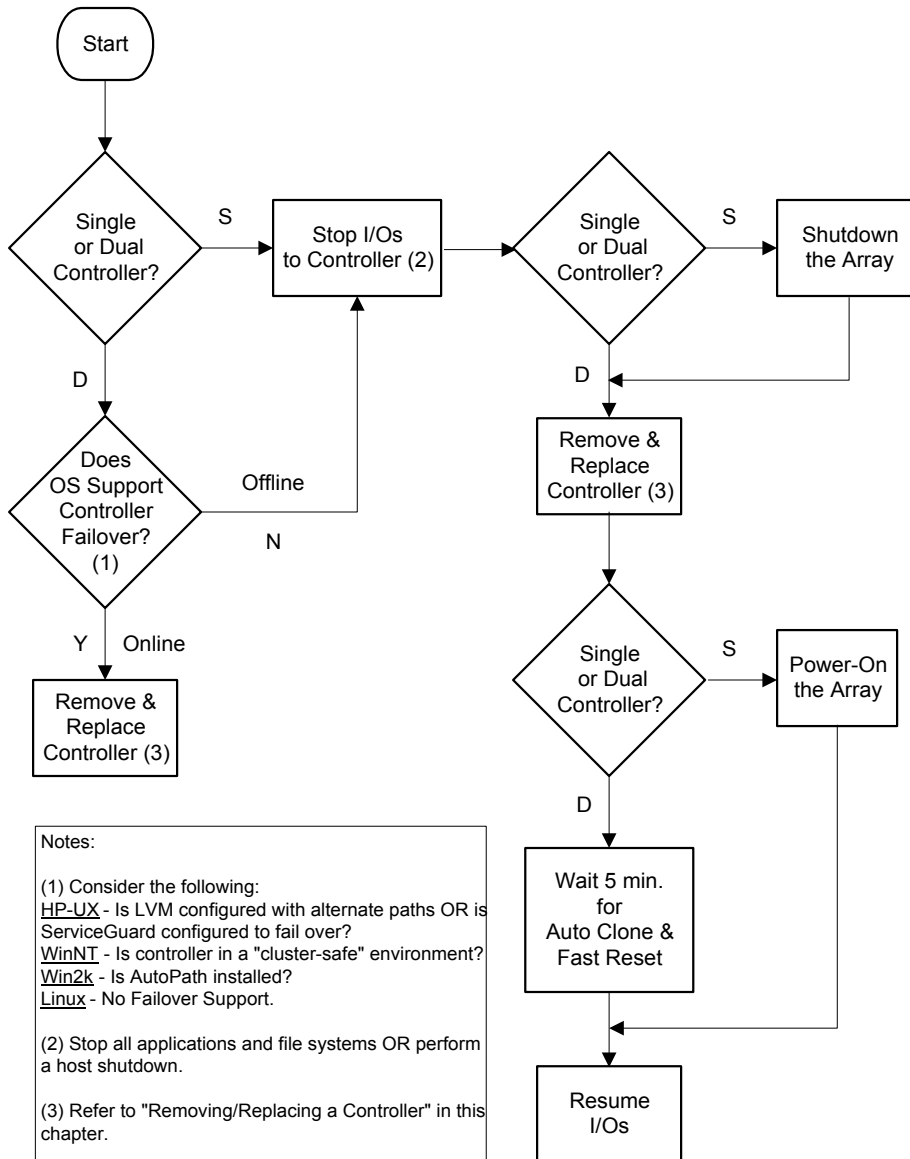 Start
Single
or Dual
Controller?
S
D
Stop I/Os
to Controller (2)
Single
or Dual
Controller?
S
D
Shutdown
the Array
Does
OS Support
Controller
Failover?
(1)
Offline
N
Y
Online
Remove &
Replace
Controller (3)
Remove &
Replace
Controller (3)
Single
or Dual
Controller?
S
D
Power-On
the Array
Wait 5 min.
for
Auto Clone &
Fast Reset
Resume
I/Os
Notes:
(1) Consider the following:
HP-UX - Is LVM configured with alternate paths OR is
ServiceGuard configured to fail over?
WinNT - Is controller in a "cluster-safe" environment?
Win2k - Is AutoPath installed?
Linux - No Failover Support.
(2) Stop all applications and file systems OR perform
a host shutdown.
(3) Refer to "Removing/Replacing a Controller" in this
chapter.